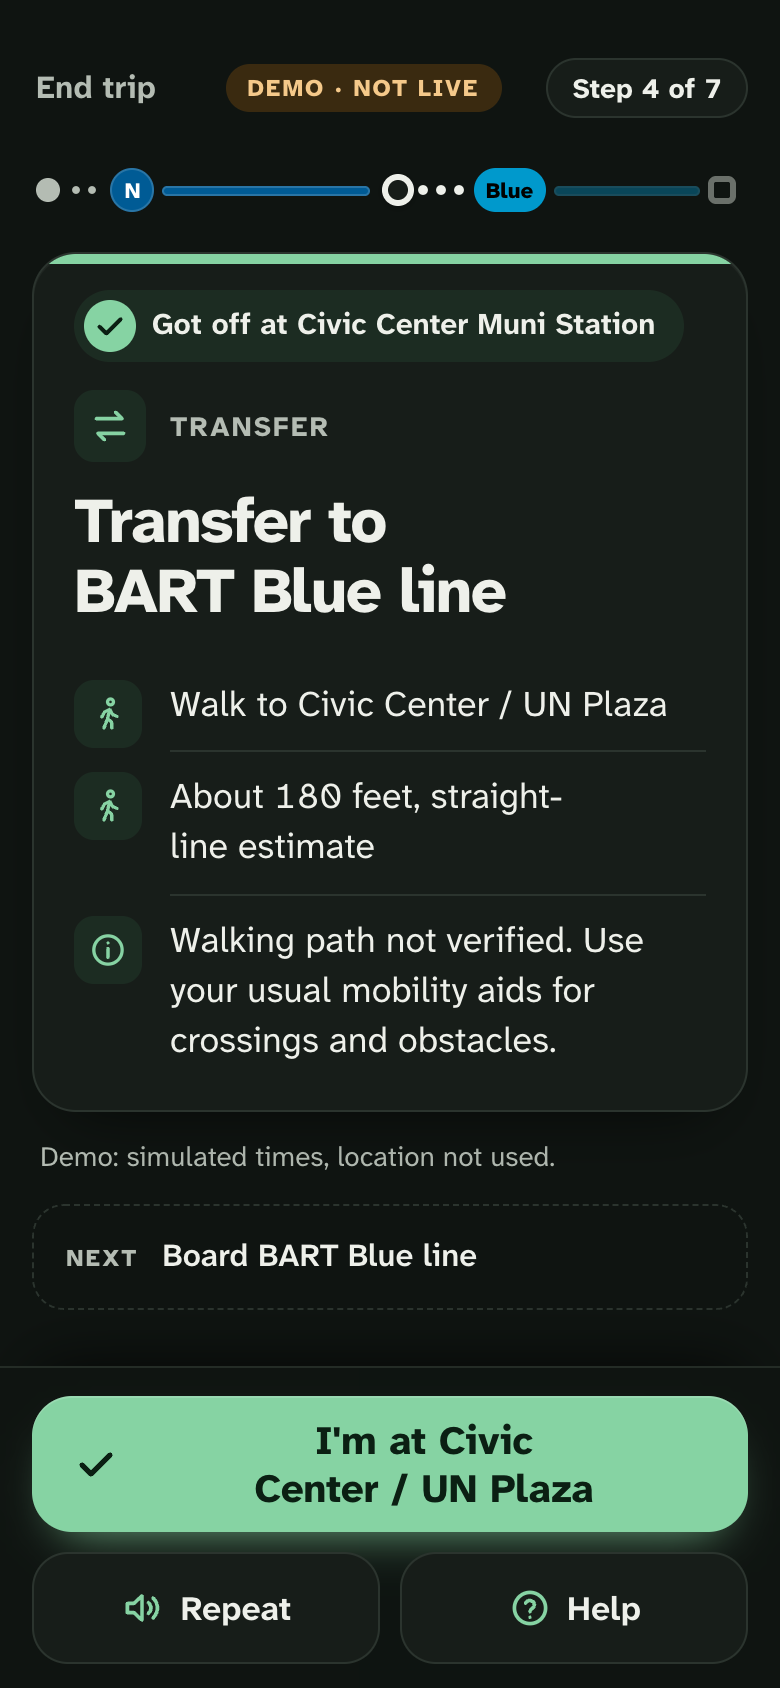 End trip
DEMO · NOT LIVE
Step 4 of 7
N
Blue
Got off at Civic Center Muni Station
TRANSFER
Transfer to
BART Blue line
Walk to Civic Center / UN Plaza
About 180 feet, straight-
line estimate
Walking path not verified. Use
your usual mobility aids for
crossings and obstacles.
Demo: simulated times, location not used.
NEXT Board BART Blue line
I'm at Civic
Center / UN Plaza
Repeat
Help